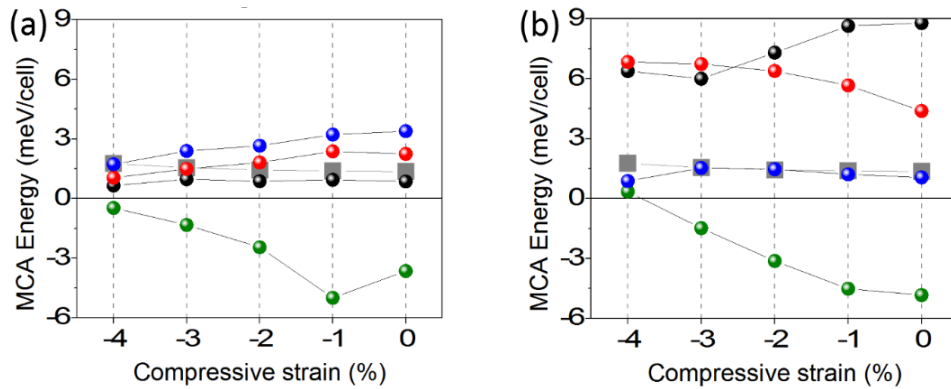 (a)
9
6
3
0
-3
-6
MCA Energy (meV/cell)
-4 -3 -2 -1 0
Compressive strain (%)
(b)
9
6
3
0
-3
-6
MCA Energy (meV/cell)
-4 -3 -2 -1 0
Compressive strain (%)